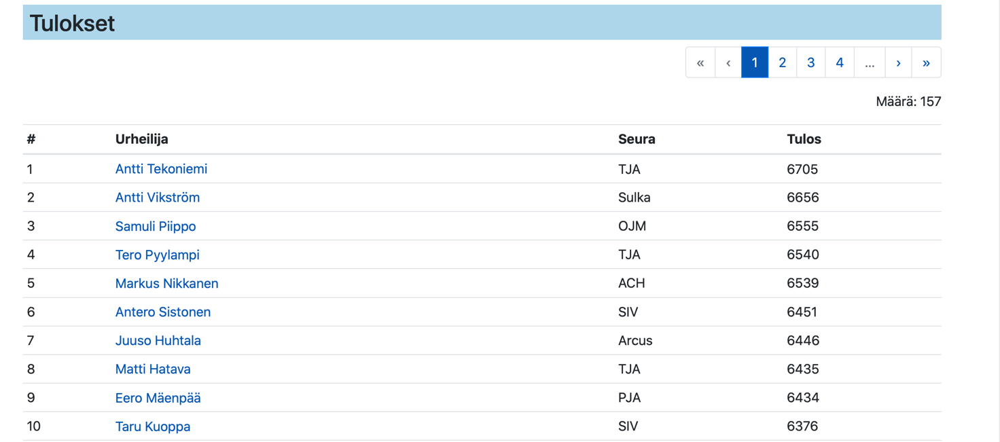 Tulokset
« ‹ 1 2 3 4 ... › »
Määrä: 157
# Urheilija Seura Tulos
1 Antti Tekoniemi TJA 6705
2 Antti Vikström Sulka 6656
3 Samuli Piippo OJM 6555
4 Tero Pyylampi TJA 6540
5 Markus Nikkanen ACH 6539
6 Antero Sistonen SIV 6451
7 Juuso Huhtala Arcus 6446
8 Matti Hatava TJA 6435
9 Eero Mäenpää PJA 6434
10 Taru Kuoppa SIV 6376